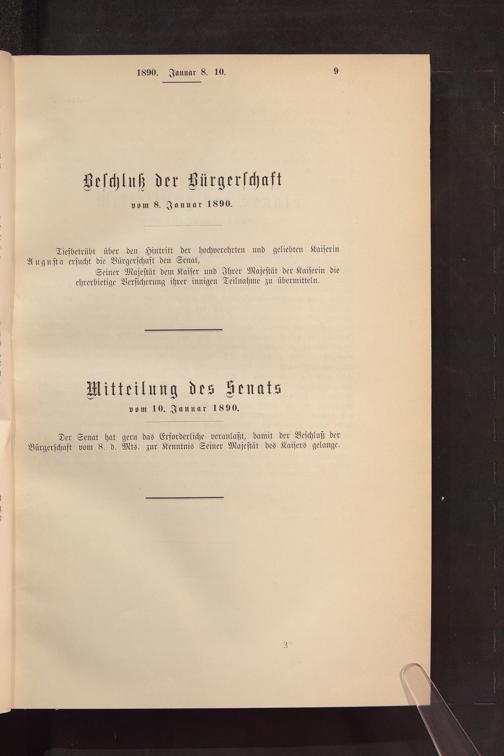 1890. Januar 8. 10. 9
Beschluß der Bürgerschaft
vom 8. Januar 1890.
Tiefbetrübt über den Hintritt der hochverehrten und geliebten Kaiserin
Augusta ersucht die Bürgerschaft den Senat,
Seiner Majestät dem Kaiser und Ihrer Majestät der Kaiserin die
ehrerbietige Versicherung ihrer innigen Teilnahme zu übermitteln.
Mitteilung des Senats
vom 10. Januar 1890.
Der Senat hat gern das Erforderliche veranlaßt, damit der Beschluß der
Bürgerschaft vom 8. d. Mts. zur Kenntnis Seiner Majestät des Kaisers gelange.